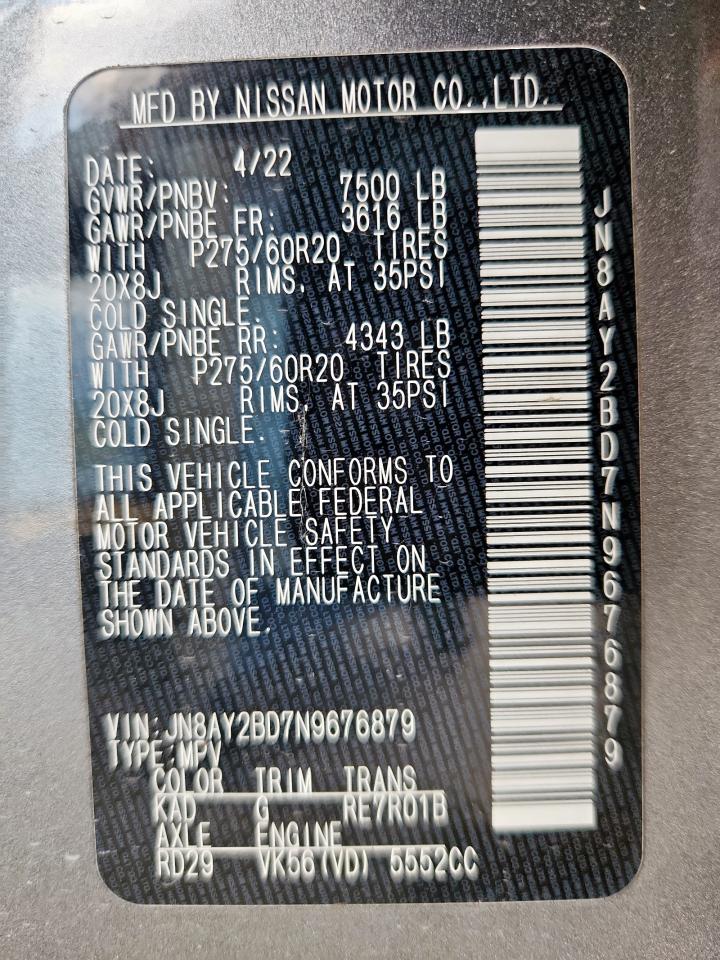 MFD BY NISSAN MOTOR CO.,LTD.
DATE: 4/22
GVWR/PNBV: 7500 LB
GAWR/PNBE FR: 3616 LB
WITH P275/60R20 TIRES
20X8J RIMS, AT 35PSI
COLD SINGLE.
GAWR/PNBE RR: 4343 LB
WITH P275/60R20 TIRES
20X8J RIMS, AT 35PSI
COLD SINGLE.
THIS VEHICLE CONFORMS TO
ALL APPLICABLE FEDERAL
MOTOR VEHICLE SAFETY
STANDARDS IN EFFECT ON
THE DATE OF MANUFACTURE
SHOWN ABOVE.
VIN:JN8AY2BD7N9676879
TYPE:MPV
COLOR TRIM TRANS
KAD G RE7R01B
AXLE ENGINE
RD29 VK56(VD) 5552CC
JN8AY2BD7N9676879